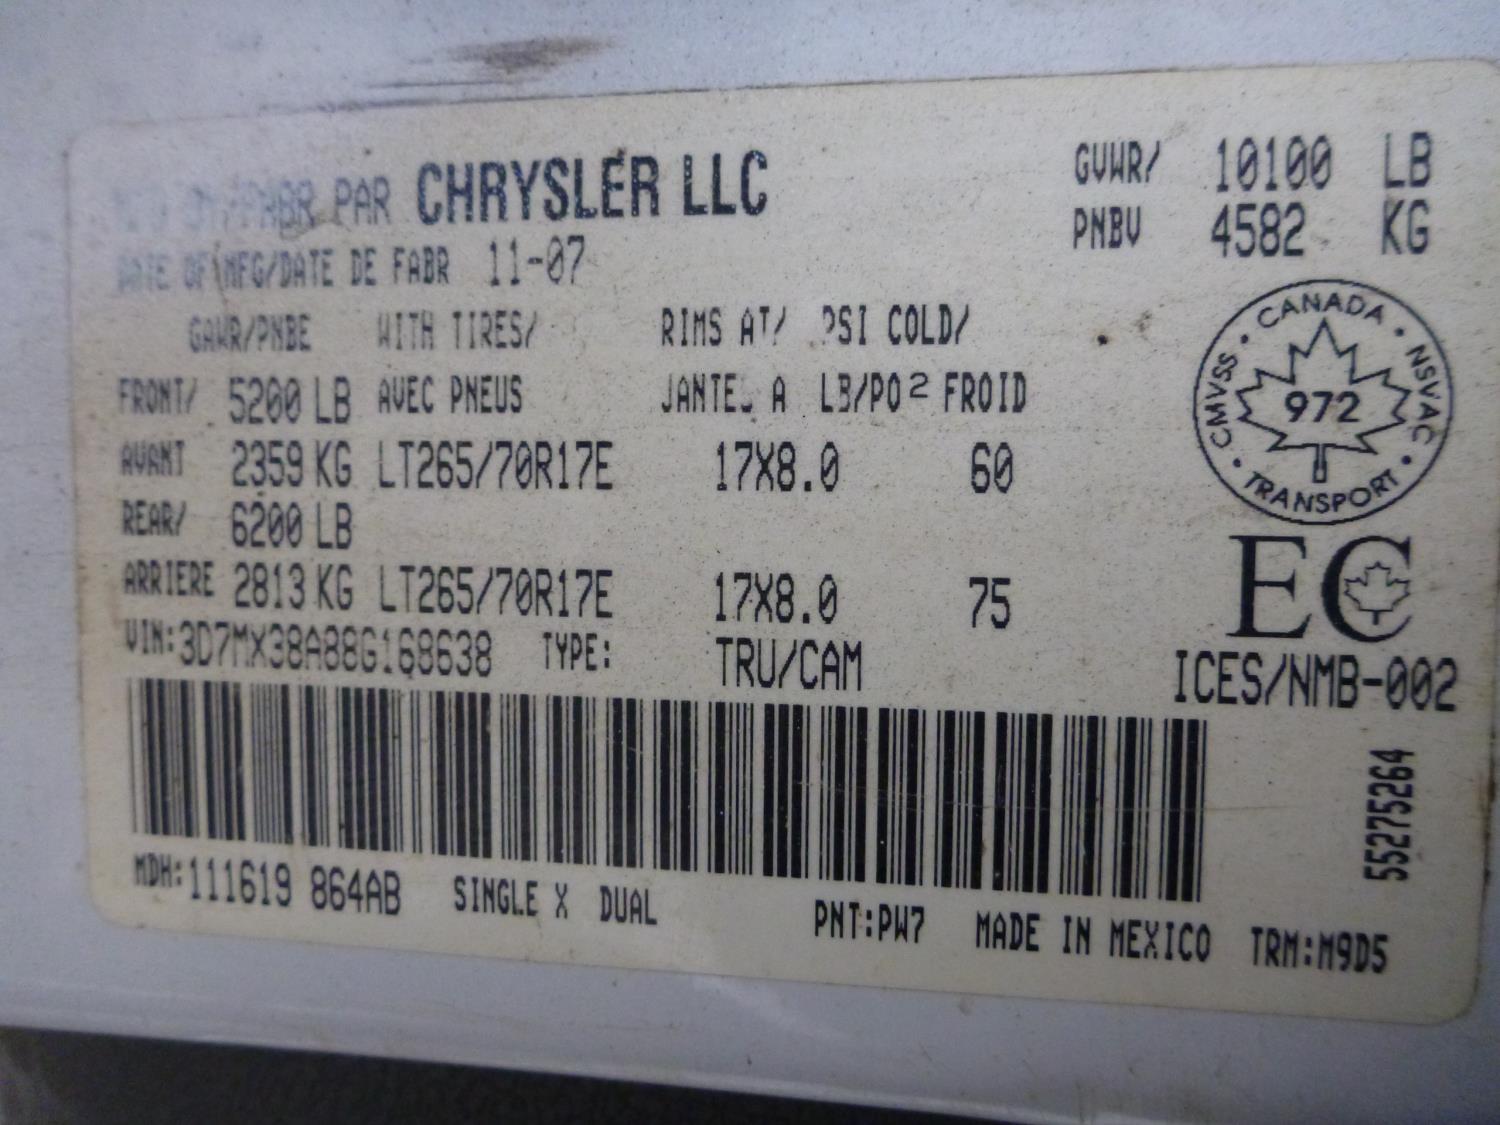 FABR PAR CHRYSLER LLC
DATE OF MFG/DATE DE FABR 11-07
GVWR/ 10100 LB
PNBV 4582 KG
GAWR/PNBE WITH TIRES/ RIMS AT/ PSI COLD/
FRONT/ 5200 LB AVEC PNEUS JANTE A LB/PO2 FROID
AVANT 2359 KG LT265/70R17E 17X8.0 60
REAR/ 6200 LB
ARRIERE 2813 KG LT265/70R17E 17X8.0 75
VIN:3D7MX38A88G168638 TYPE: TRU/CAM
CANADA
CMVSS 972 NSVAC
TRANSPORT
EC
ICES/NMB-002
55275264
MDH:111619 864AB SINGLE X DUAL
PNT:PW7 MADE IN MEXICO TRM:M9D5